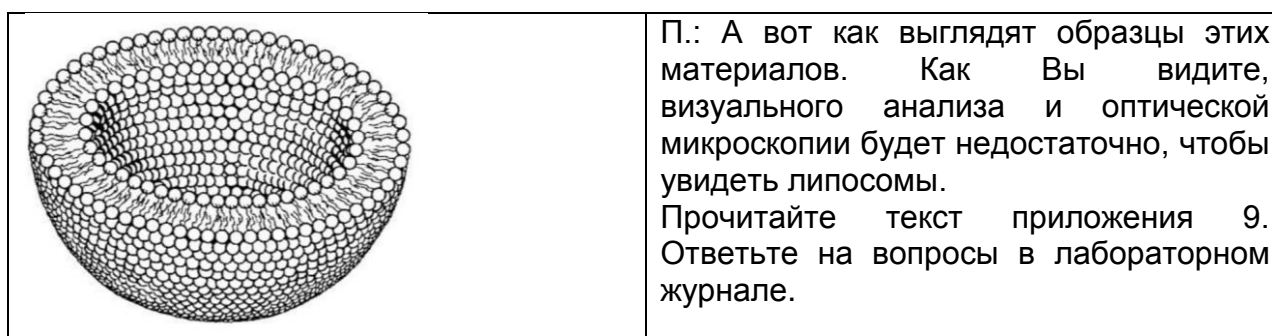 П.: А вот как выглядят образцы этих
материалов. Как Вы видите,
визуального анализа и оптической
микроскопии будет недостаточно, чтобы
увидеть липосомы.
Прочитайте текст приложения 9.
Ответьте на вопросы в лабораторном
журнале.